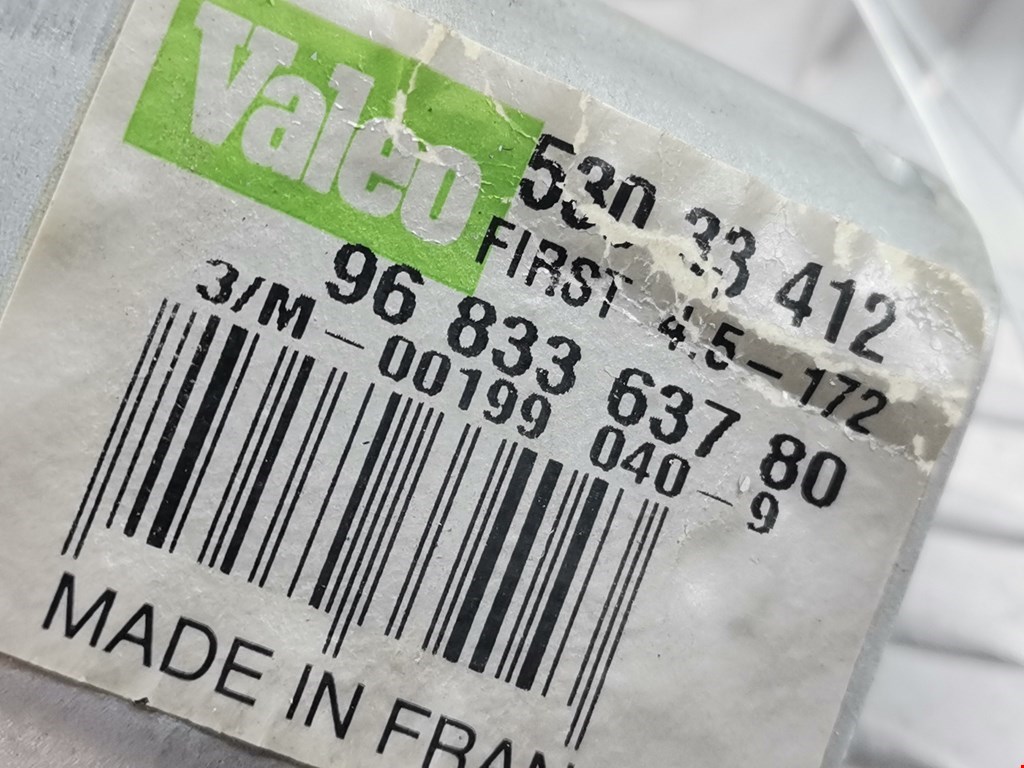 Valeo
530 33 412
FIRST 4.5-172
96 833 637 80
3/M-00199 040-9
MADE IN FRAN